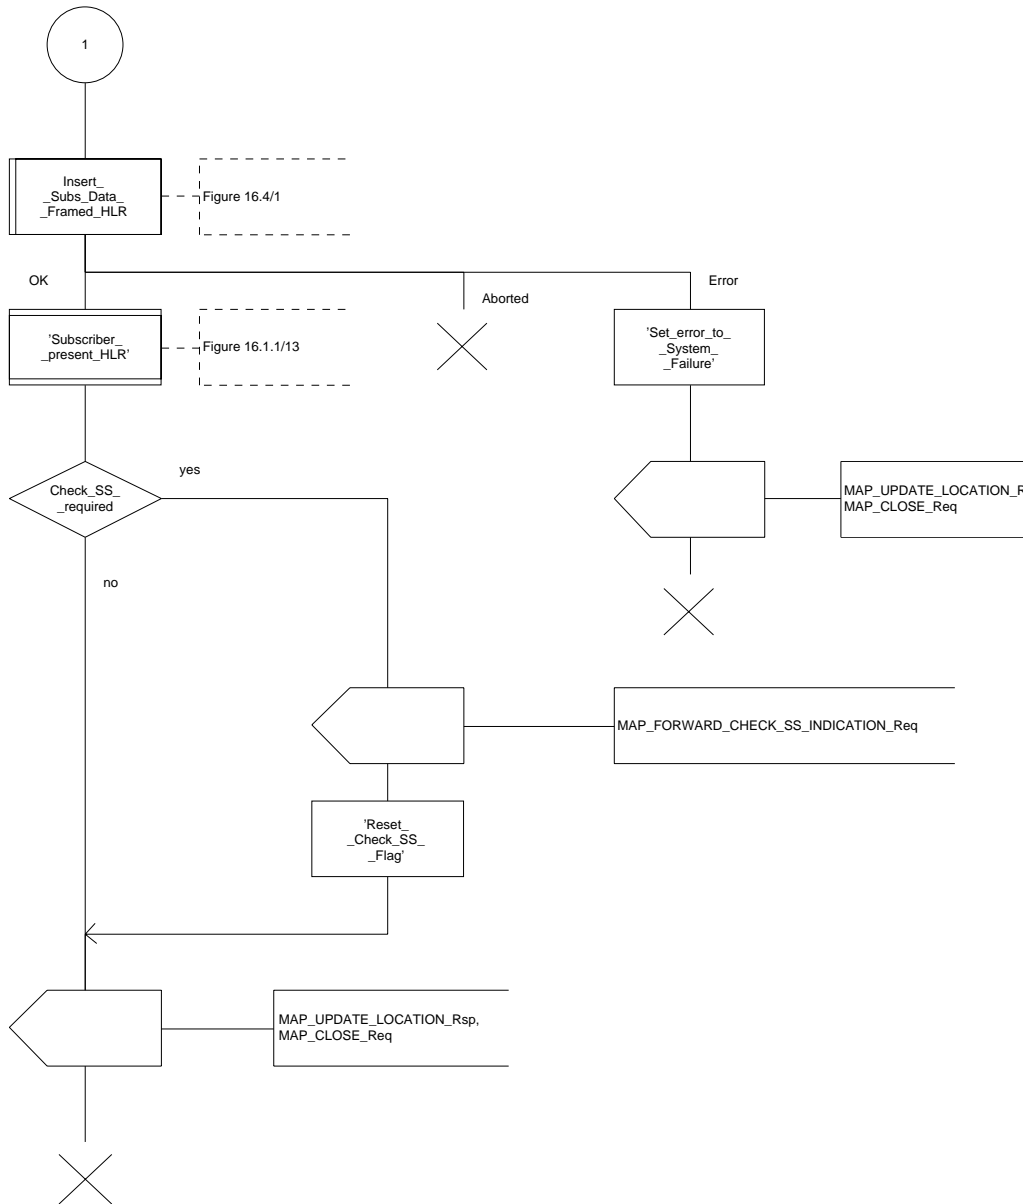 1
Insert_
_Subs_Data_
_Framed_HLR
Figure 16.4/1
OK
Aborted
Error
'Subscriber_
_present_HLR'
Figure 16.1.1/13
'Set_error_to_
_System_
_Failure'
Check_SS_
_required
yes
no
MAP_UPDATE_LOCATION_R
MAP_CLOSE_Req
MAP_FORWARD_CHECK_SS_INDICATION_Req
'Reset_
_Check_SS_
_Flag'
MAP_UPDATE_LOCATION_Rsp,
MAP_CLOSE_Req